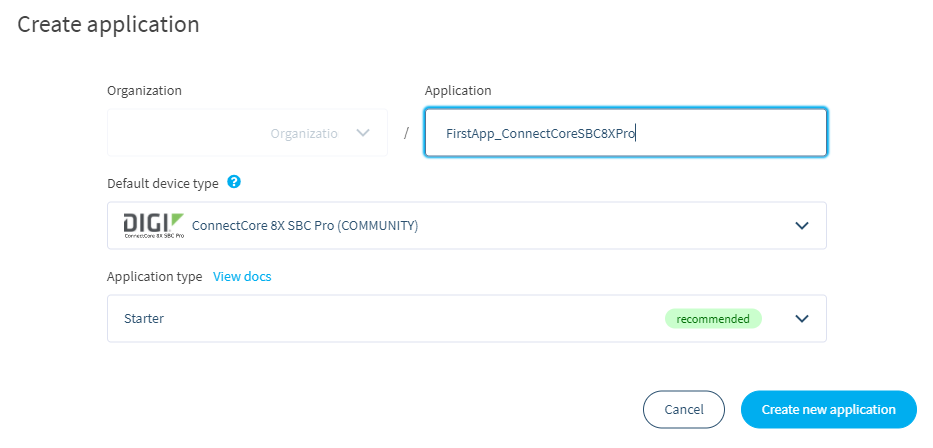 Create application
Organization
Application
Organizatio
/
FirstApp_ConnectCoreSBC8XPro
Default device type ?
DIGI
ConnectCore 8X SBC Pro
ConnectCore 8X SBC Pro (COMMUNITY)
Application type View docs
Starter
recommended
Cancel
Create new application